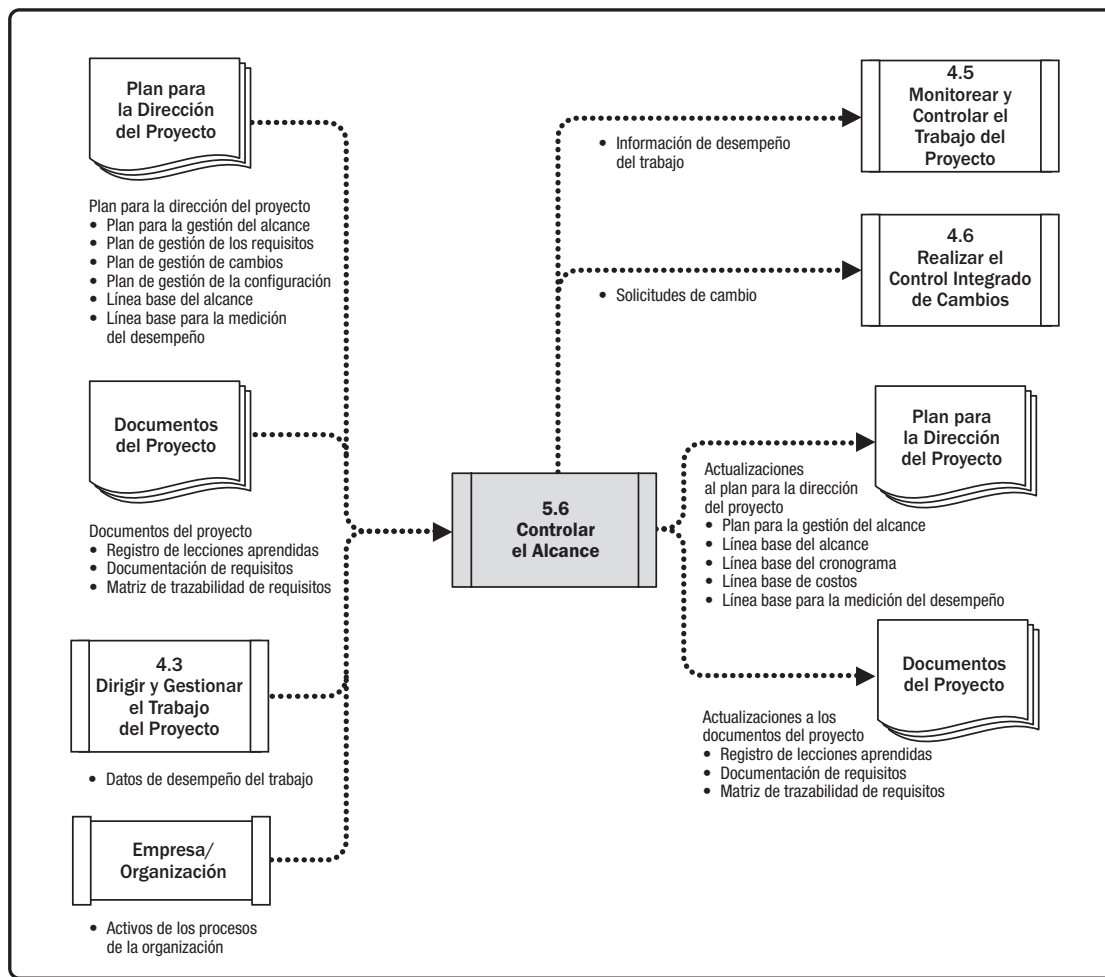 Plan para
la Dirección
del Proyecto
Plan para la dirección del proyecto
• Plan para la gestión del alcance
• Plan de gestión de los requisitos
• Plan de gestión de cambios
• Plan de gestión de la configuración
• Línea base del alcance
• Línea base para la medición
del desempeño
Documentos
del Proyecto
Documentos del proyecto
• Registro de lecciones aprendidas
• Documentación de requisitos
• Matriz de trazabilidad de requisitos
4.3
Dirigir y Gestionar
el Trabajo
del Proyecto
• Datos de desempeño del trabajo
Empresa/
Organización
• Activos de los procesos
de la organización
5.6
Controlar
el Alcance
• Información de desempeño
del trabajo
4.5
Monitorear y
Controlar el
Trabajo del
Proyecto
• Solicitudes de cambio
4.6
Realizar el
Control Integrado
de Cambios
Plan para
la Dirección
del Proyecto
Actualizaciones
al plan para la dirección
del proyecto
• Plan para la gestión del alcance
• Línea base del alcance
• Línea base del cronograma
• Línea base de costos
• Línea base para la medición del desempeño
Documentos
del Proyecto
Actualizaciones a los
documentos del proyecto
• Registro de lecciones aprendidas
• Documentación de requisitos
• Matriz de trazabilidad de requisitos